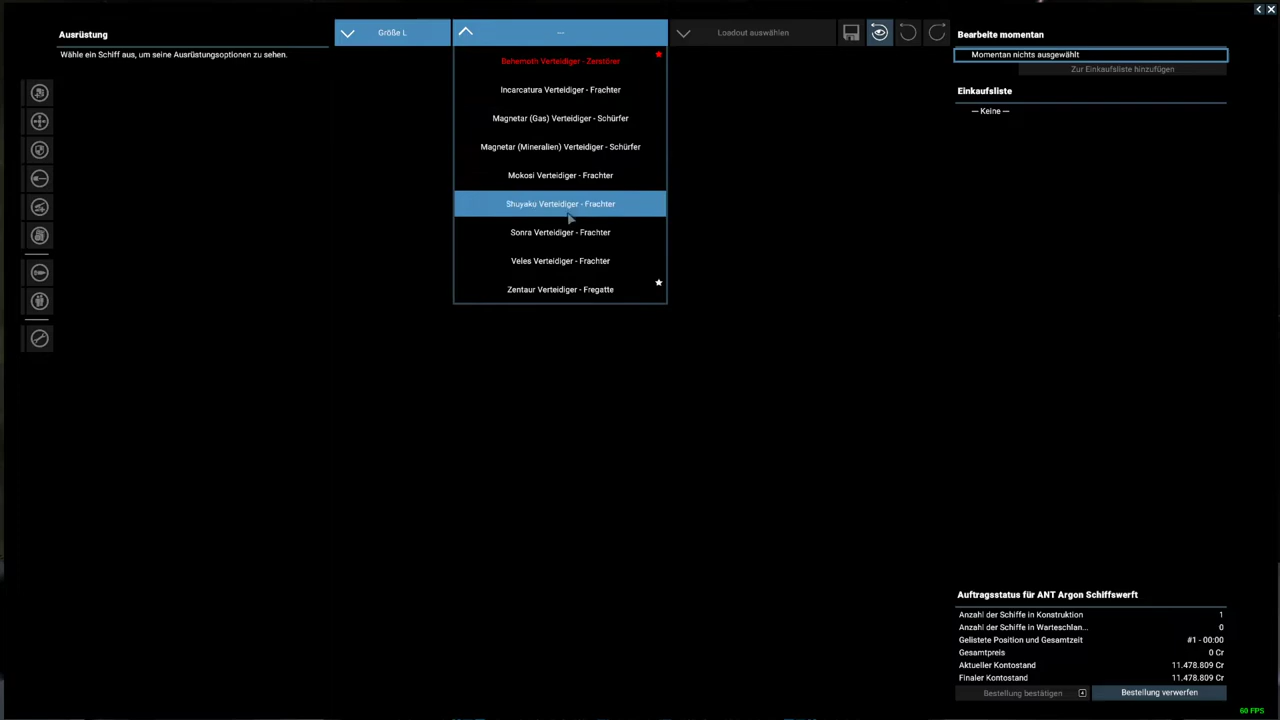 Ausrüstung
Wähle ein Schiff aus, um seine Ausrüstungsoptionen zu sehen.
Größe L
---
Behemoth Verteidiger - Zerstörer
Incarcatura Verteidiger - Frachter
Magnetar (Gas) Verteidiger - Schürfer
Magnetar (Mineralien) Verteidiger - Schürfer
Mokosi Verteidiger - Frachter
Shuyaku Verteidiger - Frachter
Sonra Verteidiger - Frachter
Veles Verteidiger - Frachter
Zentaur Verteidiger - Fregatte
Loadout auswählen
Bearbeite momentan
Momentan nichts ausgewählt
Zur Einkaufsliste hinzufügen
Einkaufsliste
— Keine —
Auftragsstatus für ANT Argon Schiffswerft
Anzahl der Schiffe in Konstruktion 1
Anzahl der Schiffe in Warteschlan... 0
Gelistete Position und Gesamtzeit #1 - 00:00
Gesamtpreis 0 Cr
Aktueller Kontostand 11.478.809 Cr
Finaler Kontostand 11.478.809 Cr
Bestellung bestätigen
Bestellung verwerfen
60 FPS